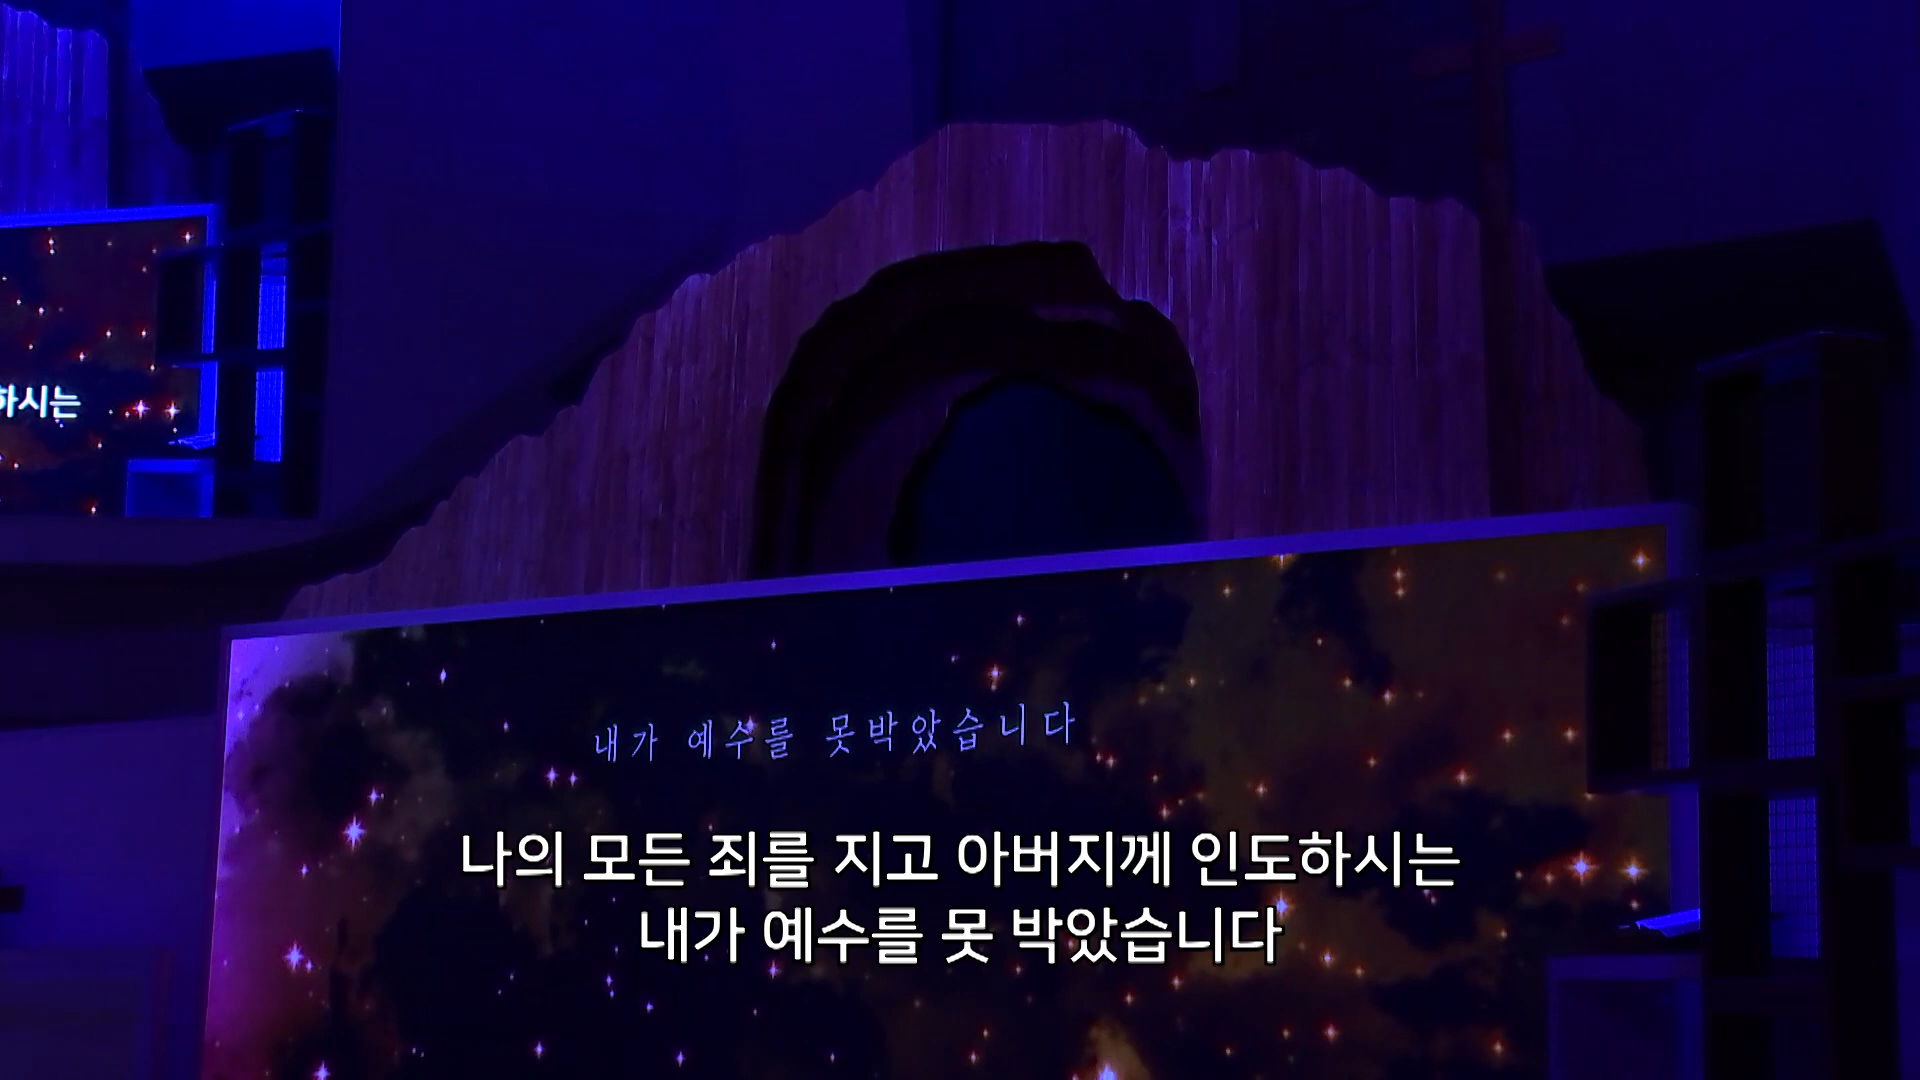 하시는
내가 예수를 못박았습니다
나의 모든 죄를 지고 아버지께 인도하시는
내가 예수를 못 박았습니다